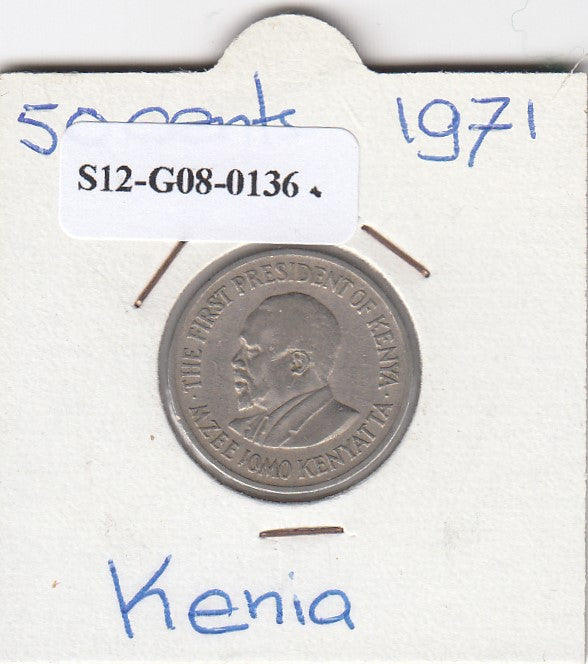 50 cents 1971
S12-G08-0136
THE FIRST PRESIDENT OF KENYA
MZEE JOMO KENYATTA
Kenia